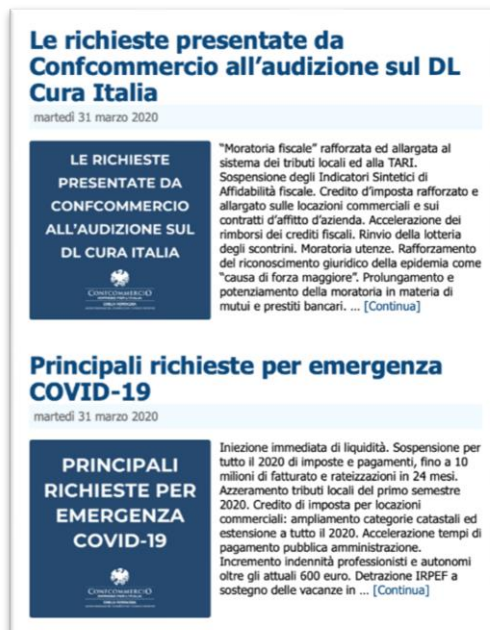 Le richieste presentate da
Confcommercio all'audizione sul DL
Cura Italia
martedì 31 marzo 2020
LE RICHIESTE
PRESENTATE DA
CONFCOMMERCIO
ALL'AUDIZIONE SUL
DL CURA ITALIA
CONFCOMMERCIO
"Moratoria fiscale" rafforzata ed allargata al
sistema dei tributi locali ed alla TARI.
Sospensione degli Indicatori Sintetici di
Affidabilità fiscale. Credito d'imposta rafforzato e
allargato sulle locazioni commerciali e sui
contratti d'affitto d'azienda. Accelerazione dei
rimborsi dei crediti fiscali. Rinvio della lotteria
degli scontrini. Moratoria utenze. Rafforzamento
del riconoscimento giuridico della epidemia come
"causa di forza maggiore". Prolungamento e
potenziamento della moratoria in materia di
mutui e prestiti bancari. ... [Continua]
Principali richieste per emergenza
COVID-19
martedì 31 marzo 2020
PRINCIPALI
RICHIESTE PER
EMERGENZA
COVID-19
CONFCOMMERCIO
Iniezione immediata di liquidità. Sospensione per
tutto il 2020 di imposte e pagamenti, fino a 10
milioni di fatturato e rateizzazioni in 24 mesi.
Azzeramento tributi locali del primo semestre
2020. Credito di imposta per locazioni
commerciali: ampliamento categorie catastali ed
estensione a tutto il 2020. Accelerazione tempi di
pagamento pubblica amministrazione.
Incremento indennità professionisti e autonomi
oltre gli attuali 600 euro. Detrazione IRPEF a
sostegno delle vacanze in ... [Continua]